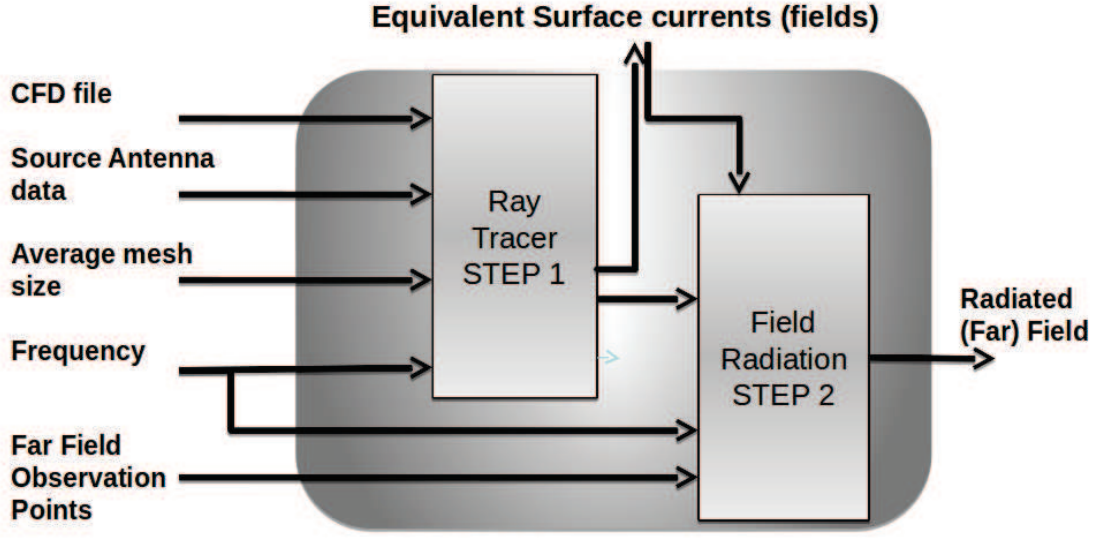 Equivalent Surface currents (fields)
CFD file
Source Antenna
data
Average mesh
size
Frequency
Far Field
Observation
Points
Ray
Tracer
STEP 1
Field
Radiation
STEP 2
Radiated
(Far) Field